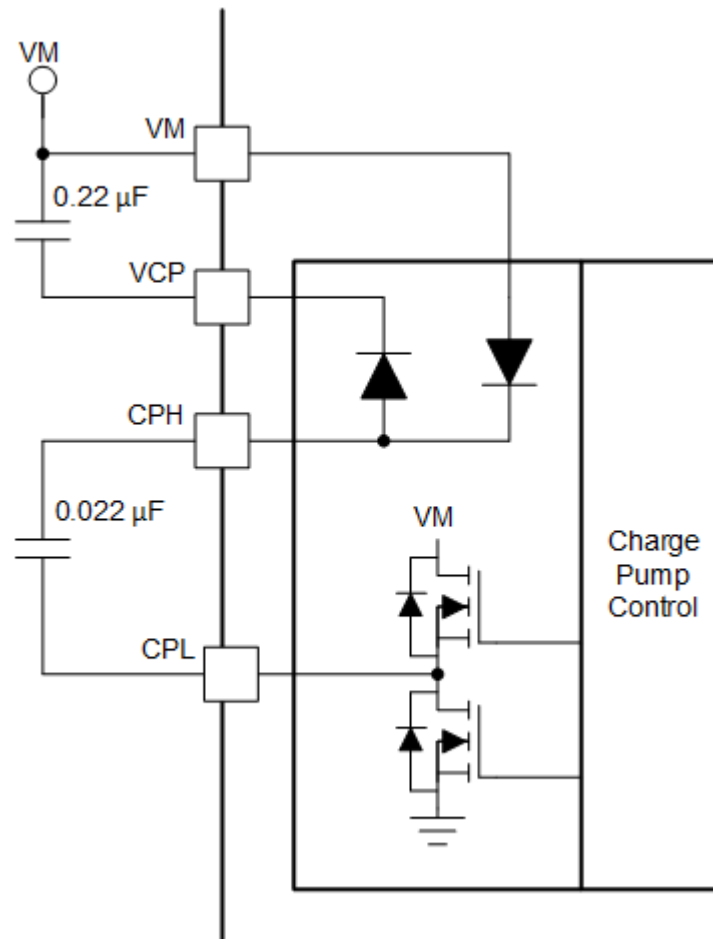 VM
VM
0.22 µF
VCP
CPH
0.022 µF
VM
Charge
Pump
Control
CPL